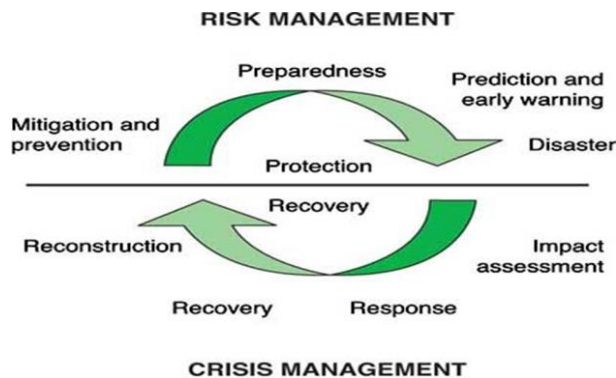 RISK MANAGEMENT
Preparedness
Prediction and
early warning
Mitigation and
prevention
Disaster
Protection
Recovery
Reconstruction
Impact
assessment
Recovery
Response
CRISIS MANAGEMENT